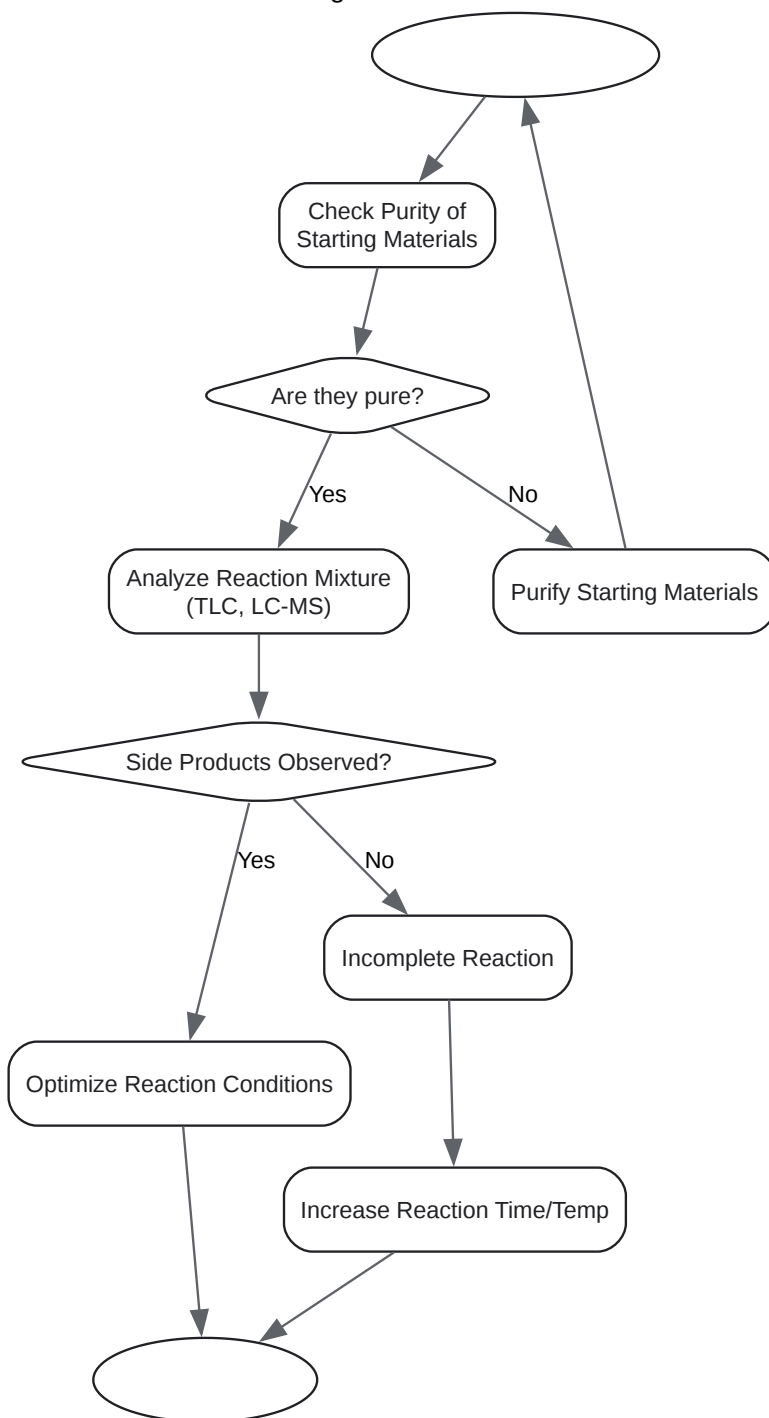 Check Purity of
Starting Materials
Are they pure?
Yes
No
Analyze Reaction Mixture
(TLC, LC-MS)
Purify Starting Materials
Side Products Observed?
Yes
No
Incomplete Reaction
Optimize Reaction Conditions
Increase Reaction Time/Temp